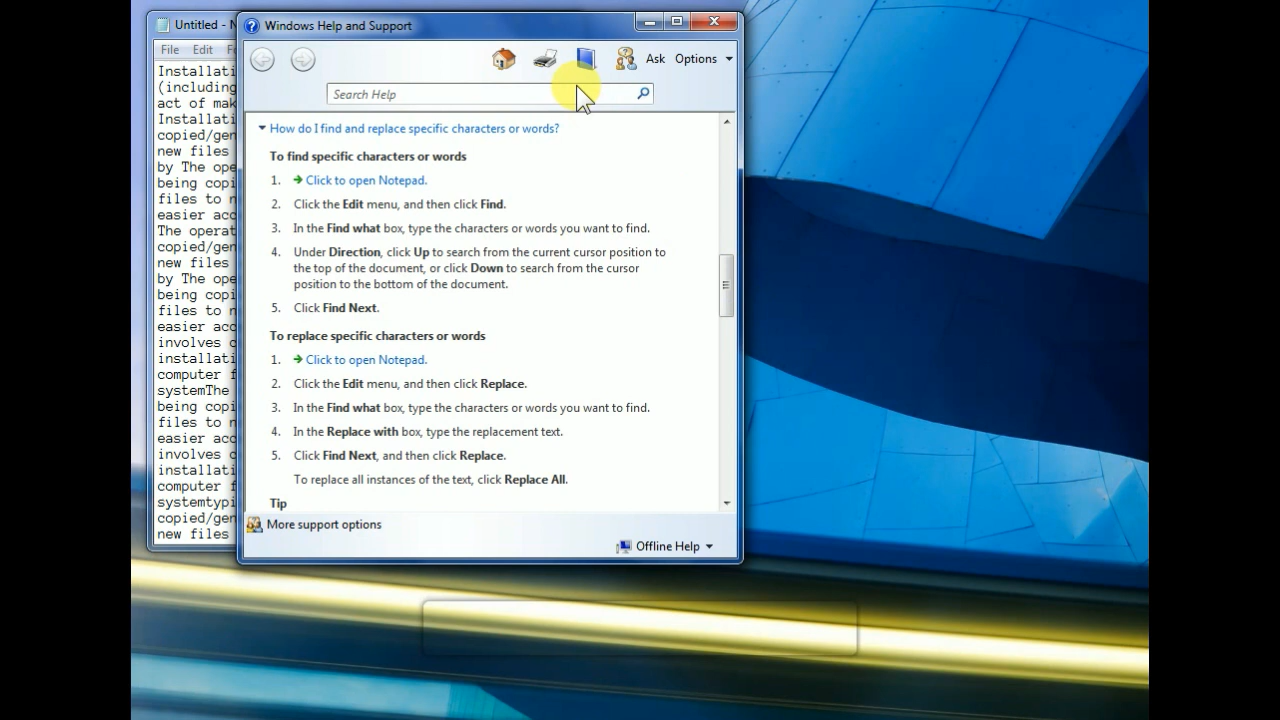 Untitled - N
Windows Help and Support
File Edit
Ask Options
Search Help
Installati
(including
act of mak
Installati
copied/gen
new files
by The ope
being copi
files to n
easier acc
The operat
copied/gen
new files
by The ope
being copi
files to n
easier acc
involves c
installati
computer f
systemThe
being copi
files to n
easier acc
involves c
installati
computer f
systemtypi
copied/gen
new files
How do I find and replace specific characters or words?
To find specific characters or words
1. Click to open Notepad.
2. Click the Edit menu, and then click Find.
3. In the Find what box, type the characters or words you want to find.
4. Under Direction, click Up to search from the current cursor position to
the top of the document, or click Down to search from the cursor
position to the bottom of the document.
5. Click Find Next.
To replace specific characters or words
1. Click to open Notepad.
2. Click the Edit menu, and then click Replace.
3. In the Find what box, type the characters or words you want to find.
4. In the Replace with box, type the replacement text.
5. Click Find Next, and then click Replace.
To replace all instances of the text, click Replace All.
Tip
More support options
Offline Help